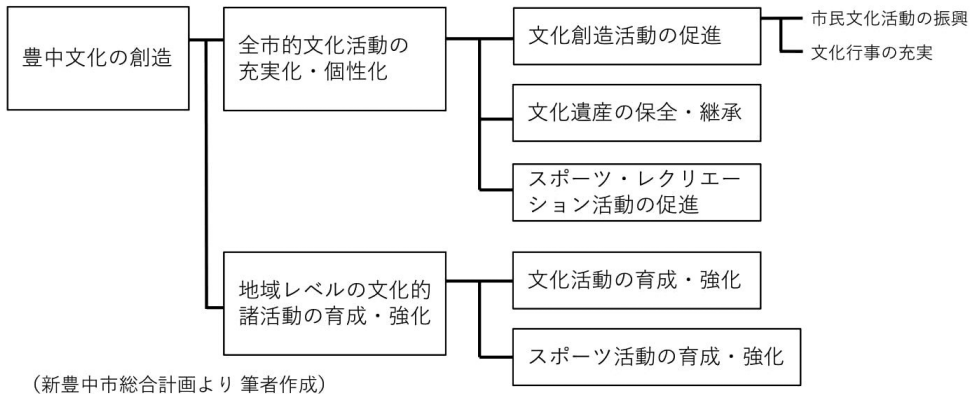 豊中文化の創造
全市的文化活動の
充実化・個性化
文化創造活動の促進
市民文化活動の振興
文化行事の充実
文化遺産の保全・継承
スポーツ・レクリエー
ション活動の促進
地域レベルの文化的
諸活動の育成・強化
文化活動の育成・強化
スポーツ活動の育成・強化
（新豊中市総合計画より 筆者作成）